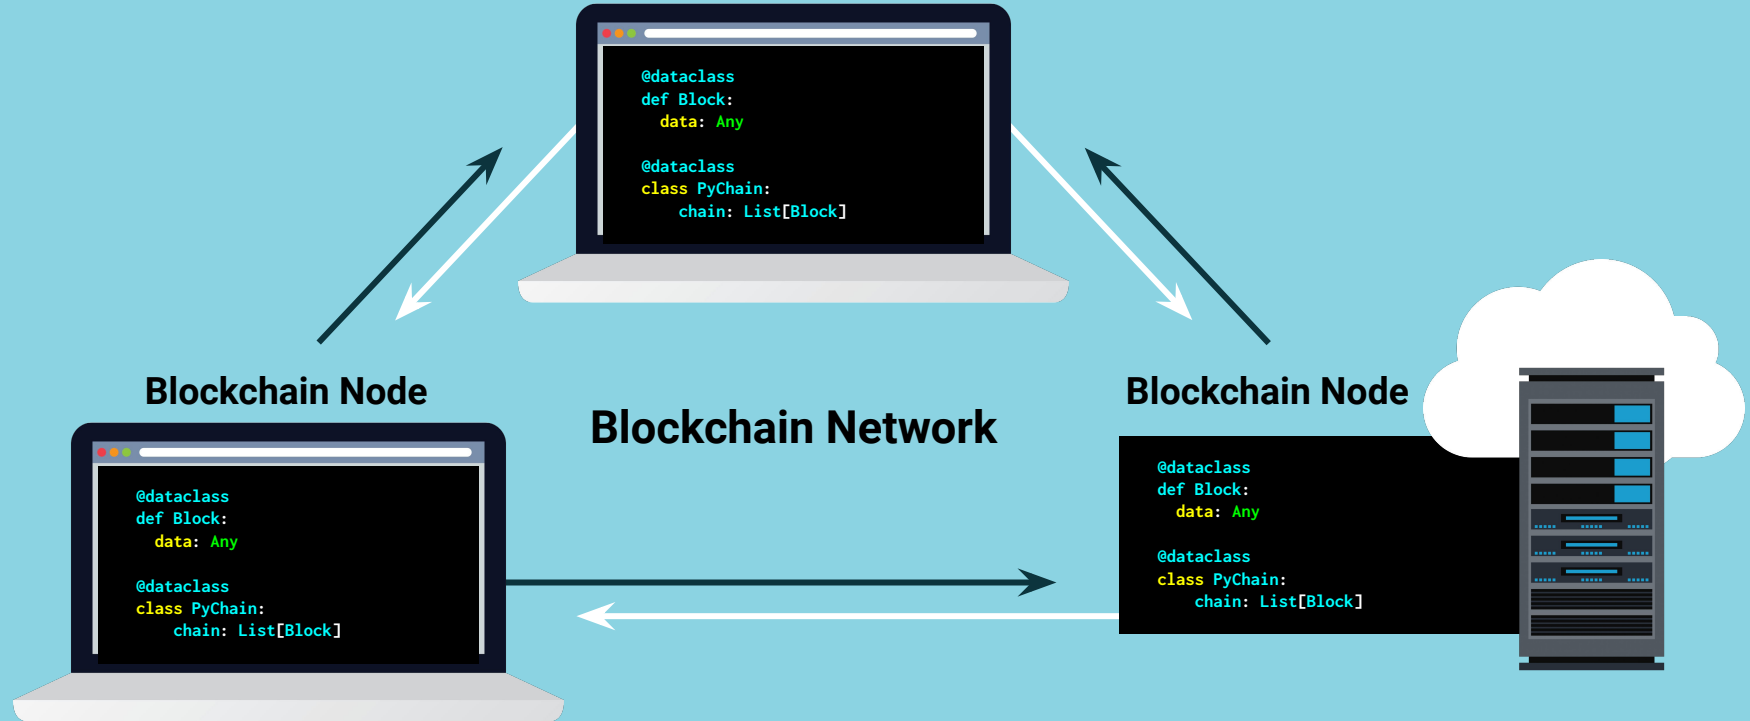 @dataclass
def Block:
  data: Any
@dataclass
class PyChain:
    chain: List[Block]
Blockchain Node
Blockchain Network
Blockchain Node
@dataclass
def Block:
  data: Any
@dataclass
class PyChain:
    chain: List[Block]
@dataclass
def Block:
  data: Any
@dataclass
class PyChain:
    chain: List[Block]